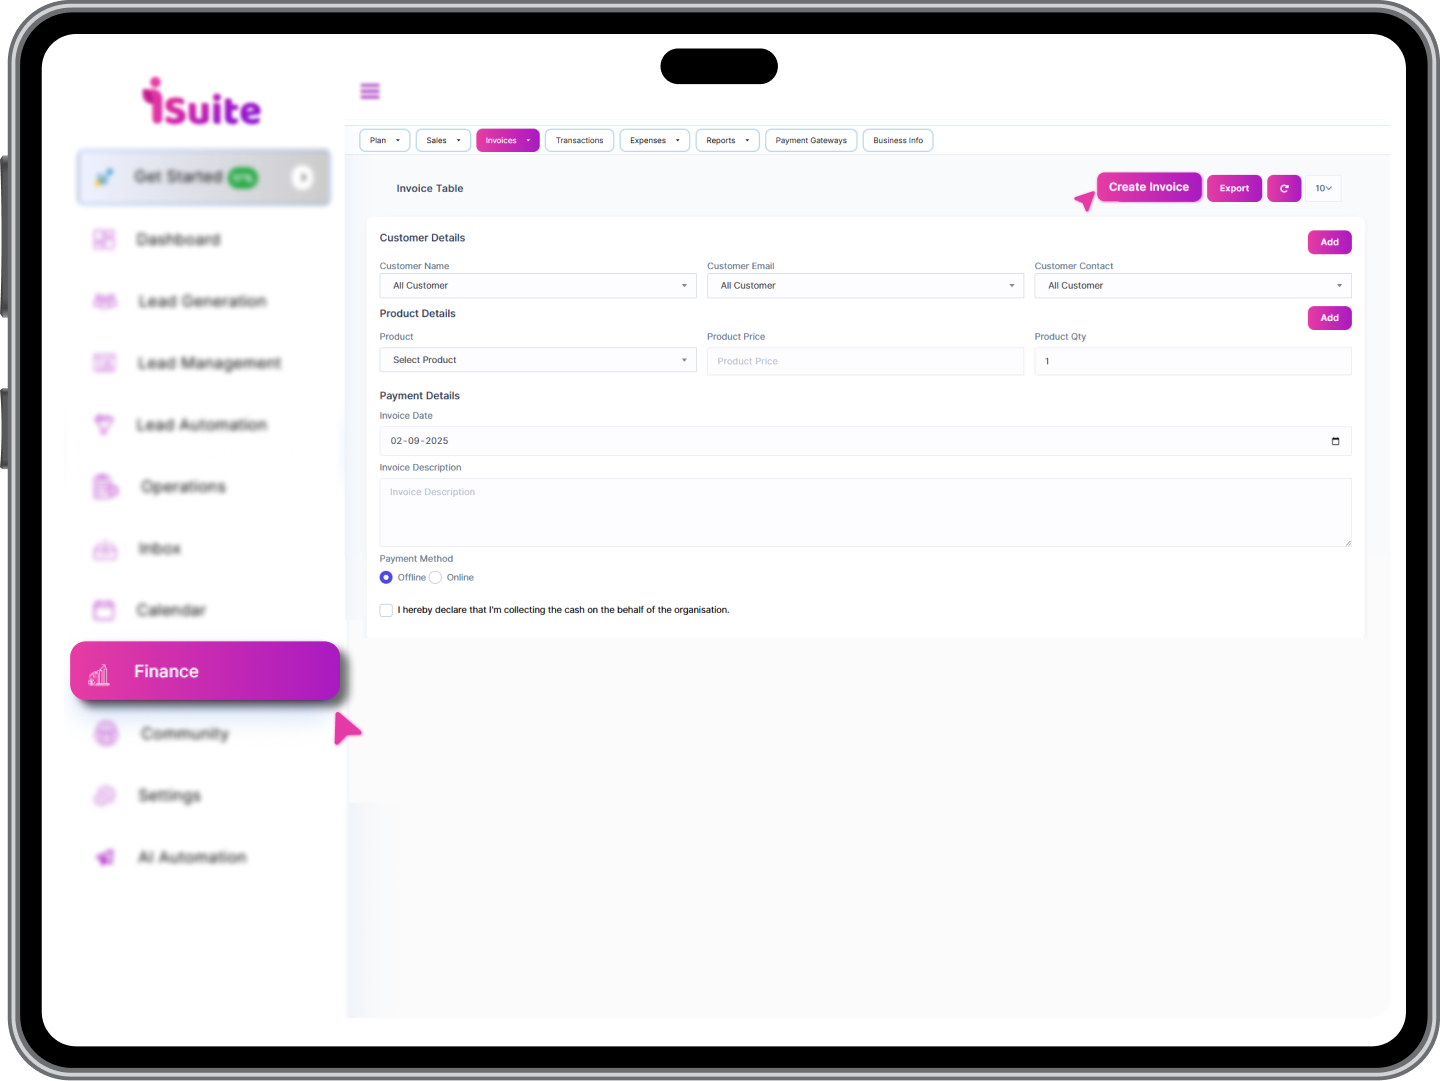 iSuite
Get Started
Dashboard
Lead Generation
Lead Management
Lead Automation
Operations
Inbox
Calendar
Finance
Community
Settings
AI Automation
Plan Sales Invoices Transactions Expenses Reports Payment Gateways Business Info
Invoice Table Create Invoice Export 10
Customer Details Add
Customer Name Customer Email Customer Contact
All Customer All Customer All Customer
Product Details Add
Product Product Price Product Qty
Select Product Product Price 1
Payment Details
Invoice Date
02-09-2025
Invoice Description
Invoice Description
Payment Method
Offline Online
I hereby declare that I'm collecting the cash on the behalf of the organisation.